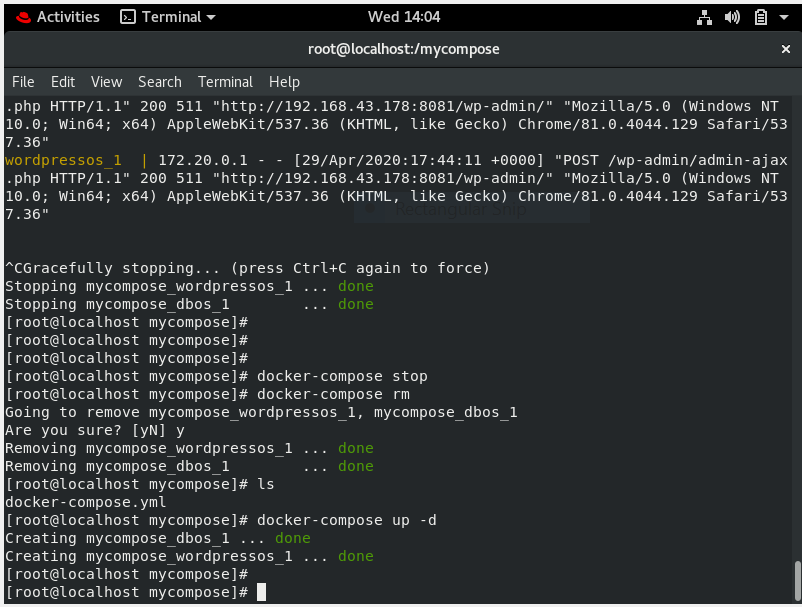 Activities Terminal Wed 14:04
root@localhost:/mycompose ×
File Edit View Search Terminal Help
.php HTTP/1.1" 200 511 "http://192.168.43.178:8081/wp-admin/" "Mozilla/5.0 (Windows NT
10.0; Win64; x64) AppleWebKit/537.36 (KHTML, like Gecko) Chrome/81.0.4044.129 Safari/53
7.36"
wordpressos_1 | 172.20.0.1 - - [29/Apr/2020:17:44:11 +0000] "POST /wp-admin/admin-ajax
.php HTTP/1.1" 200 511 "http://192.168.43.178:8081/wp-admin/" "Mozilla/5.0 (Windows NT
10.0; Win64; x64) AppleWebKit/537.36 (KHTML, like Gecko) Chrome/81.0.4044.129 Safari/53
7.36"
Rectangular Snip
^CGracefully stopping... (press Ctrl+C again to force)
Stopping mycompose_wordpressos_1 ... done
Stopping mycompose_dbos_1 ... done
[root@localhost mycompose]#
[root@localhost mycompose]#
[root@localhost mycompose]#
[root@localhost mycompose]# docker-compose stop
[root@localhost mycompose]# docker-compose rm
Going to remove mycompose_wordpressos_1, mycompose_dbos_1
Are you sure? [yN] y
Removing mycompose_wordpressos_1 ... done
Removing mycompose_dbos_1 ... done
[root@localhost mycompose]# ls
docker-compose.yml
[root@localhost mycompose]# docker-compose up -d
Creating mycompose_dbos_1 ... done
Creating mycompose_wordpressos_1 ... done
[root@localhost mycompose]#
[root@localhost mycompose]#